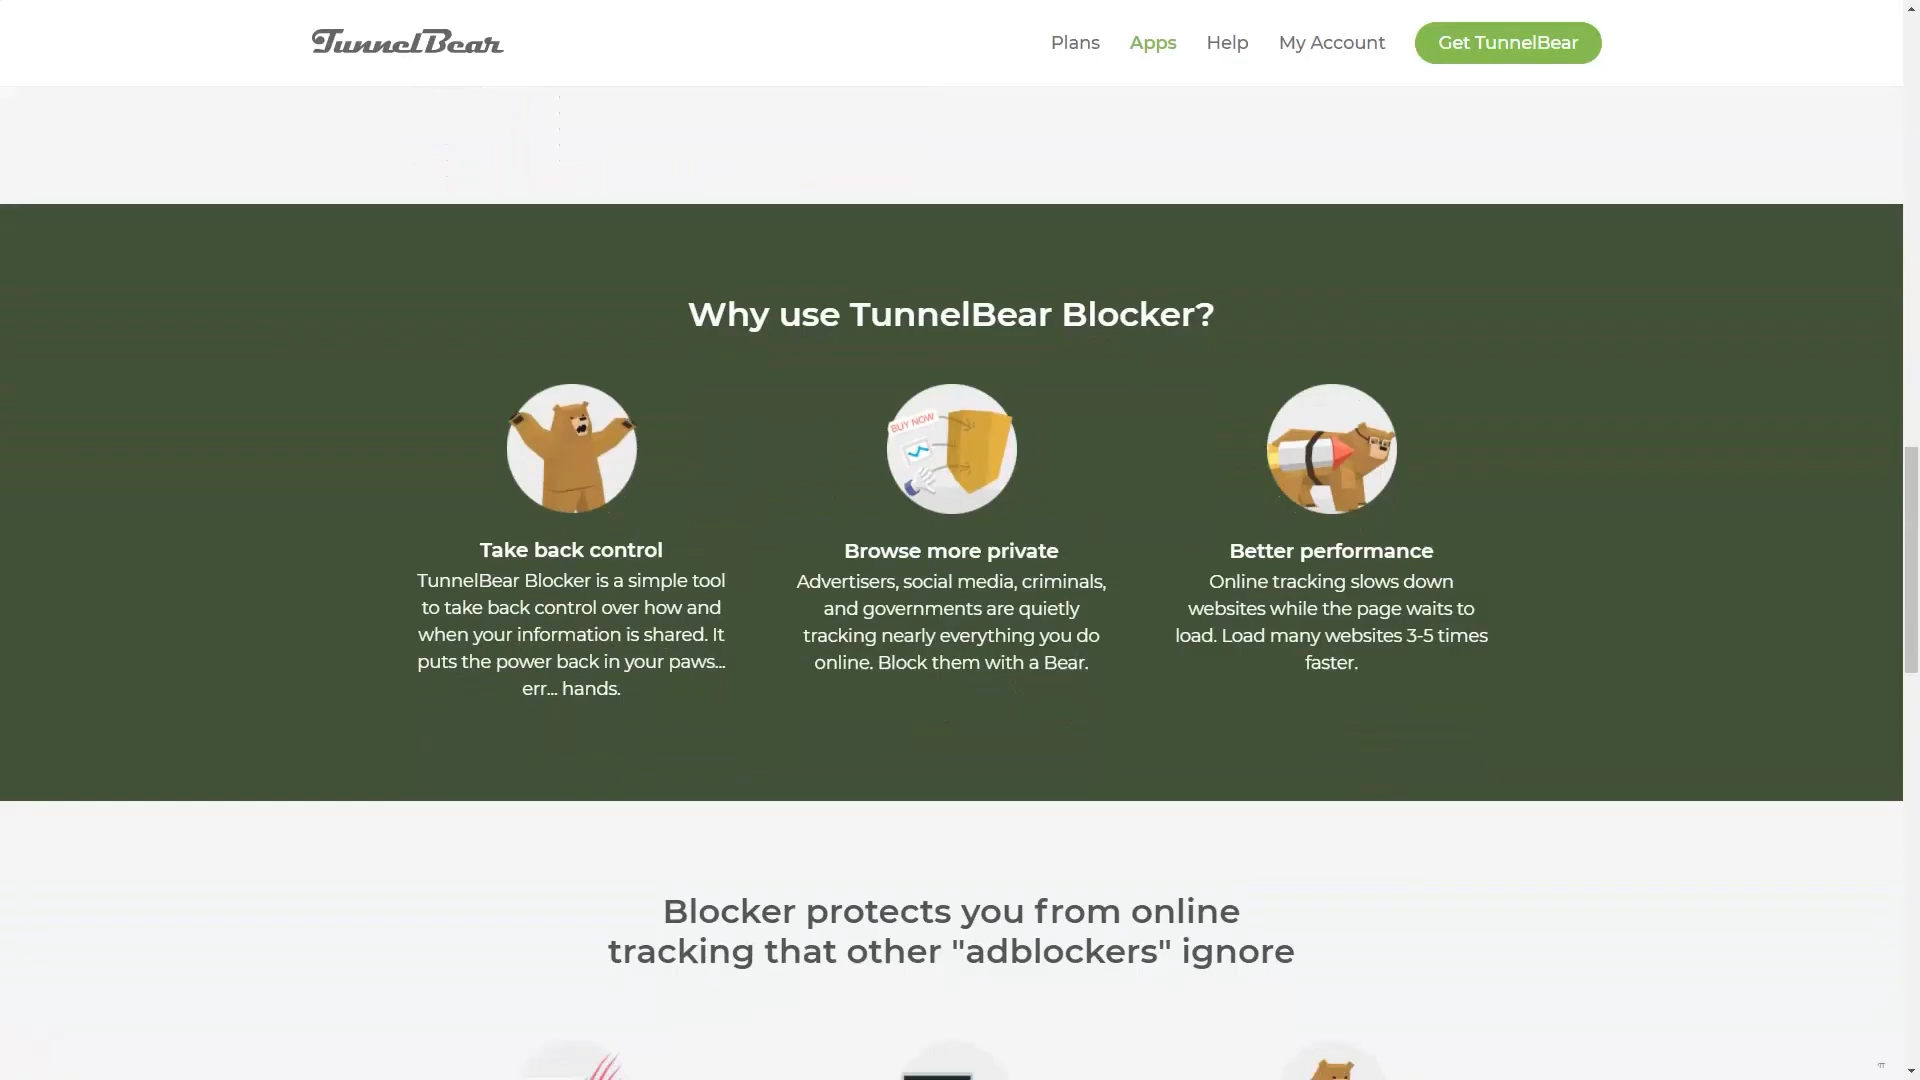 TunnelBear
Plans
Apps
Help
My Account
Get TunnelBear
Why use TunnelBear Blocker?
BUY NOW
Take back control
TunnelBear Blocker is a simple tool
to take back control over how and
when your information is shared. It
puts the power back in your paws...
err... hands.
Browse more private
Advertisers, social media, criminals,
and governments are quietly
tracking nearly everything you do
online. Block them with a Bear.
Better performance
Online tracking slows down
websites while the page waits to
load. Load many websites 3-5 times
faster.
Blocker protects you from online
tracking that other "adblockers" ignore